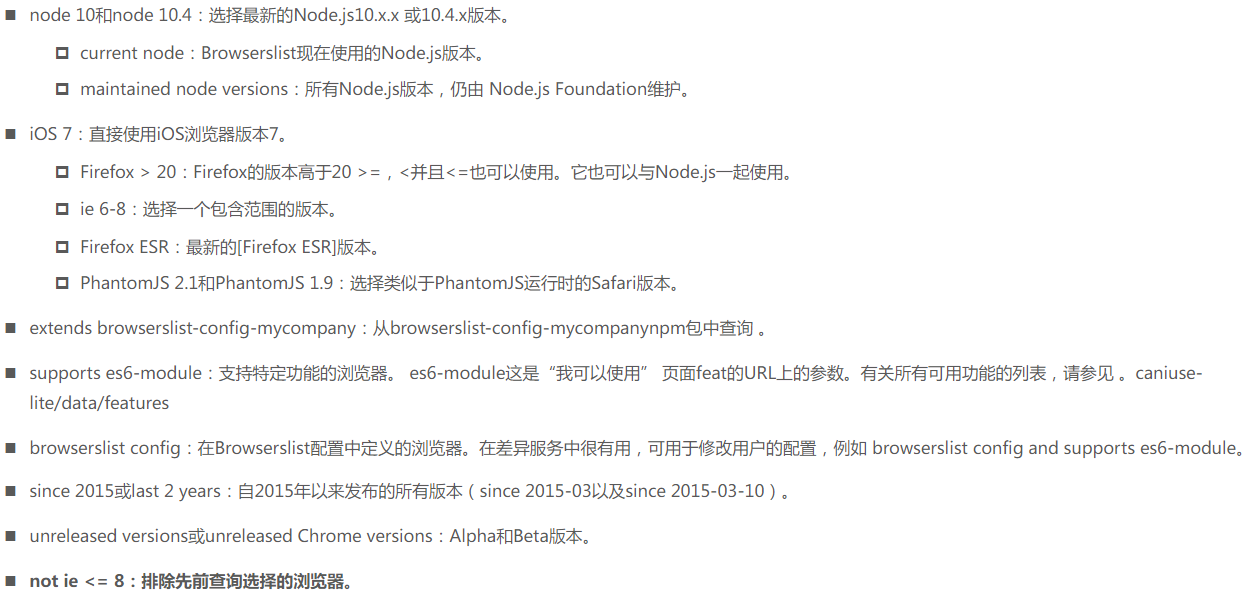 node 10和node 10.4：选择最新的Node.js10.x.x 或10.4.x版本。
current node：Browserslist现在使用的Node.js版本。
maintained node versions：所有Node.js版本，仍由 Node.js Foundation维护。
iOS 7：直接使用iOS浏览器版本7。
Firefox > 20：Firefox的版本高于20 >=，<并且<=也可以使用。它也可以与Node.js一起使用。
ie 6-8：选择一个包含范围的版本。
Firefox ESR：最新的[Firefox ESR]版本。
PhantomJS 2.1和PhantomJS 1.9：选择类似于PhantomJS运行时的Safari版本。
extends browserslist-config-mycompany：从browserslist-config-mycompanynpm包中查询 。
supports es6-module：支持特定功能的浏览器。 es6-module这是“我可以使用” 页面feat的URL上的参数。有关所有可用功能的列表，请参见 。caniuse-
lite/data/features
browserslist config：在Browserslist配置中定义的浏览器。在差异服务中很有用，可用于修改用户的配置，例如 browserslist config and supports es6-module。
since 2015或last 2 years：自2015年以来发布的所有版本（since 2015-03以及since 2015-03-10）。
unreleased versions或unreleased Chrome versions：Alpha和Beta版本。
not ie <= 8：排除先前查询选择的浏览器。